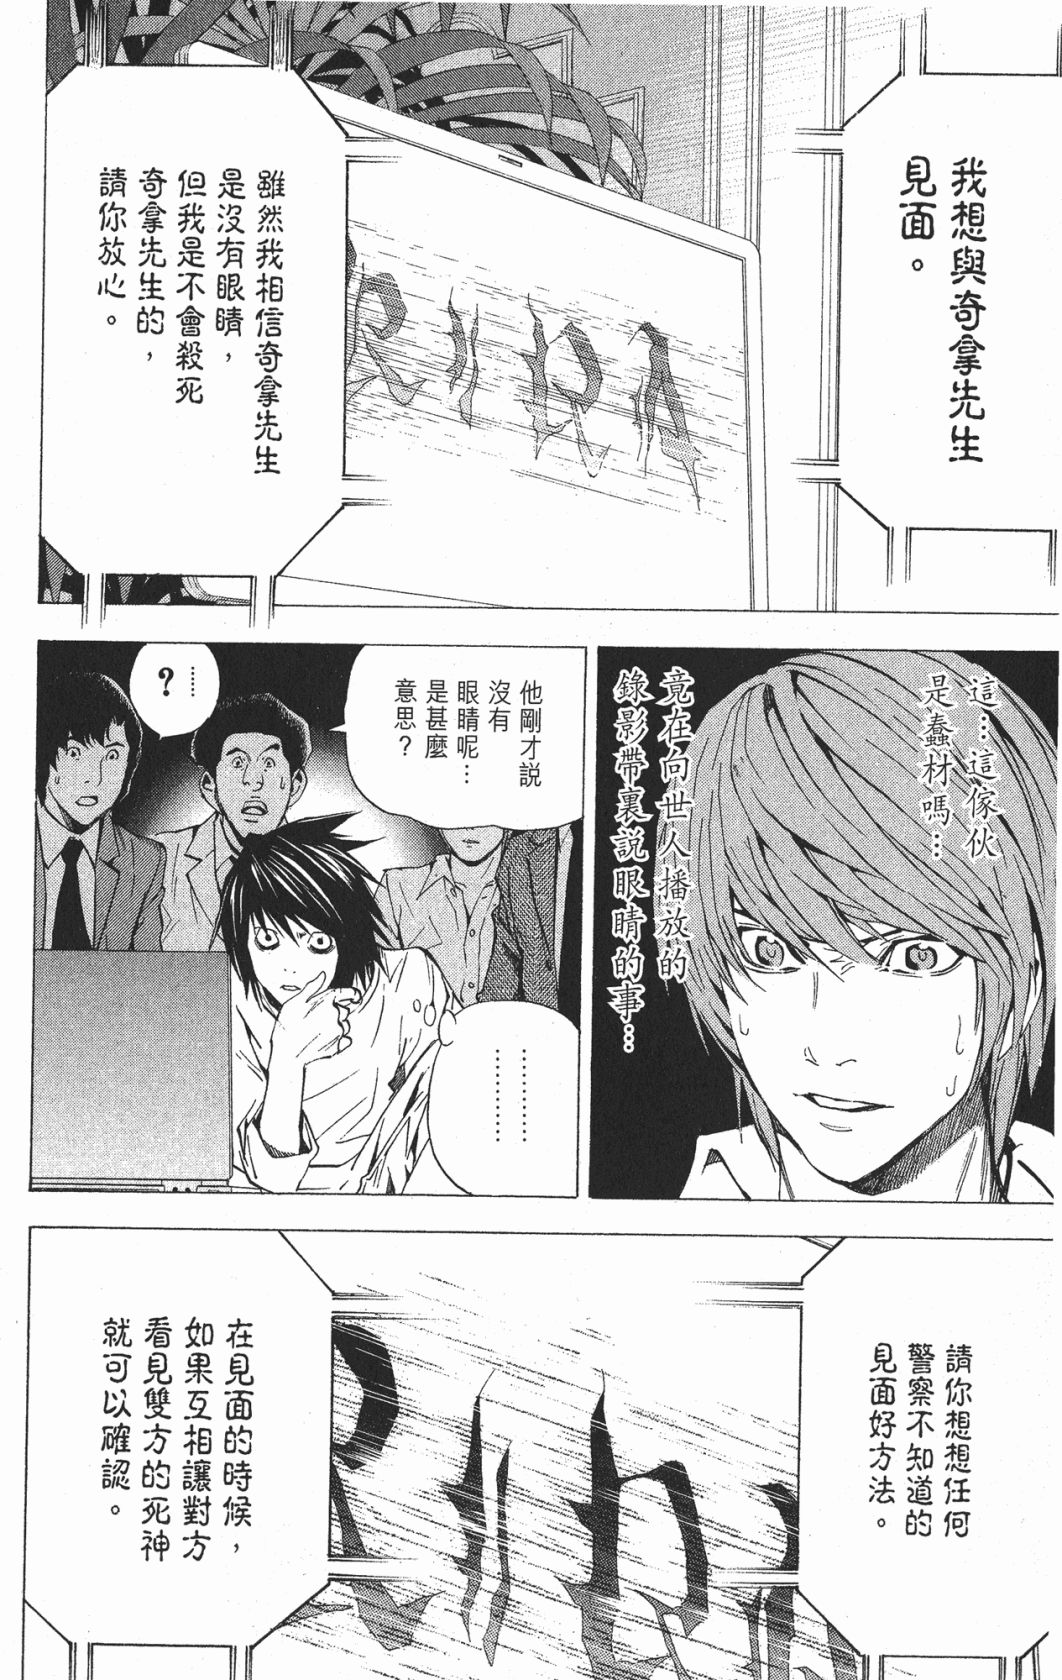 我想與奇拿先生
見面。
KIRA
雖然我相信奇拿先生
是沒有眼睛,
但我是不會殺死
奇拿先生的,
請你放心。
這…這傢伙
是蠢材嗎…
竟在向世人播放的
錄影帶裏說眼睛的事…
他剛才說
沒有
眼睛呢…
是甚麼
意思?
……?
…………
…………
請你想想任何
警察不知道的
見面好方法。
在見面的時候,
如果互相讓對方
看見雙方的死神
就可以確認。